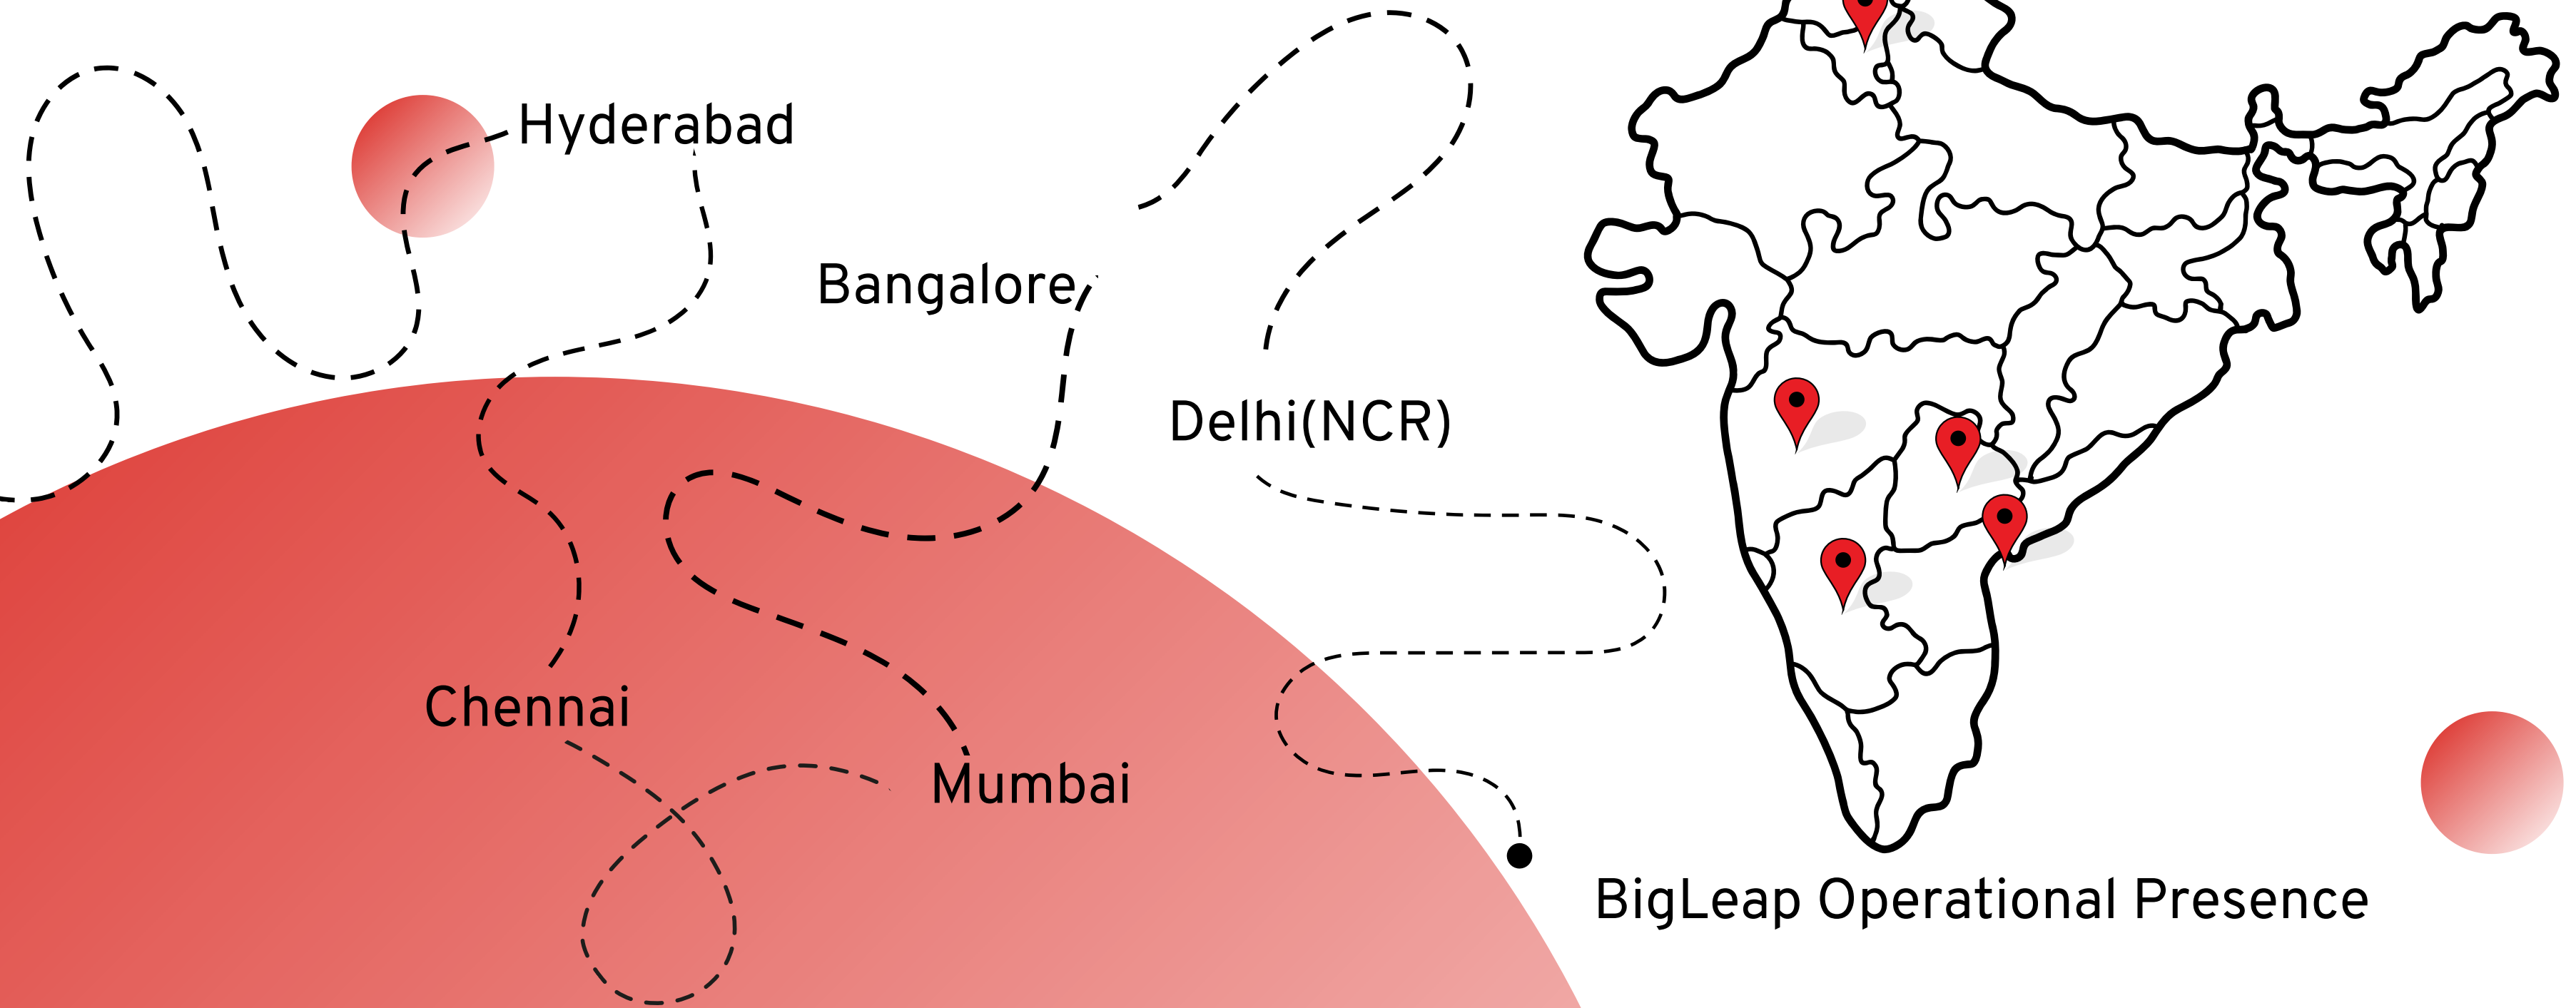 Hyderabad
Bangalore
Delhi(NCR)
Chennai
Mumbai
BigLeap Operational Presence